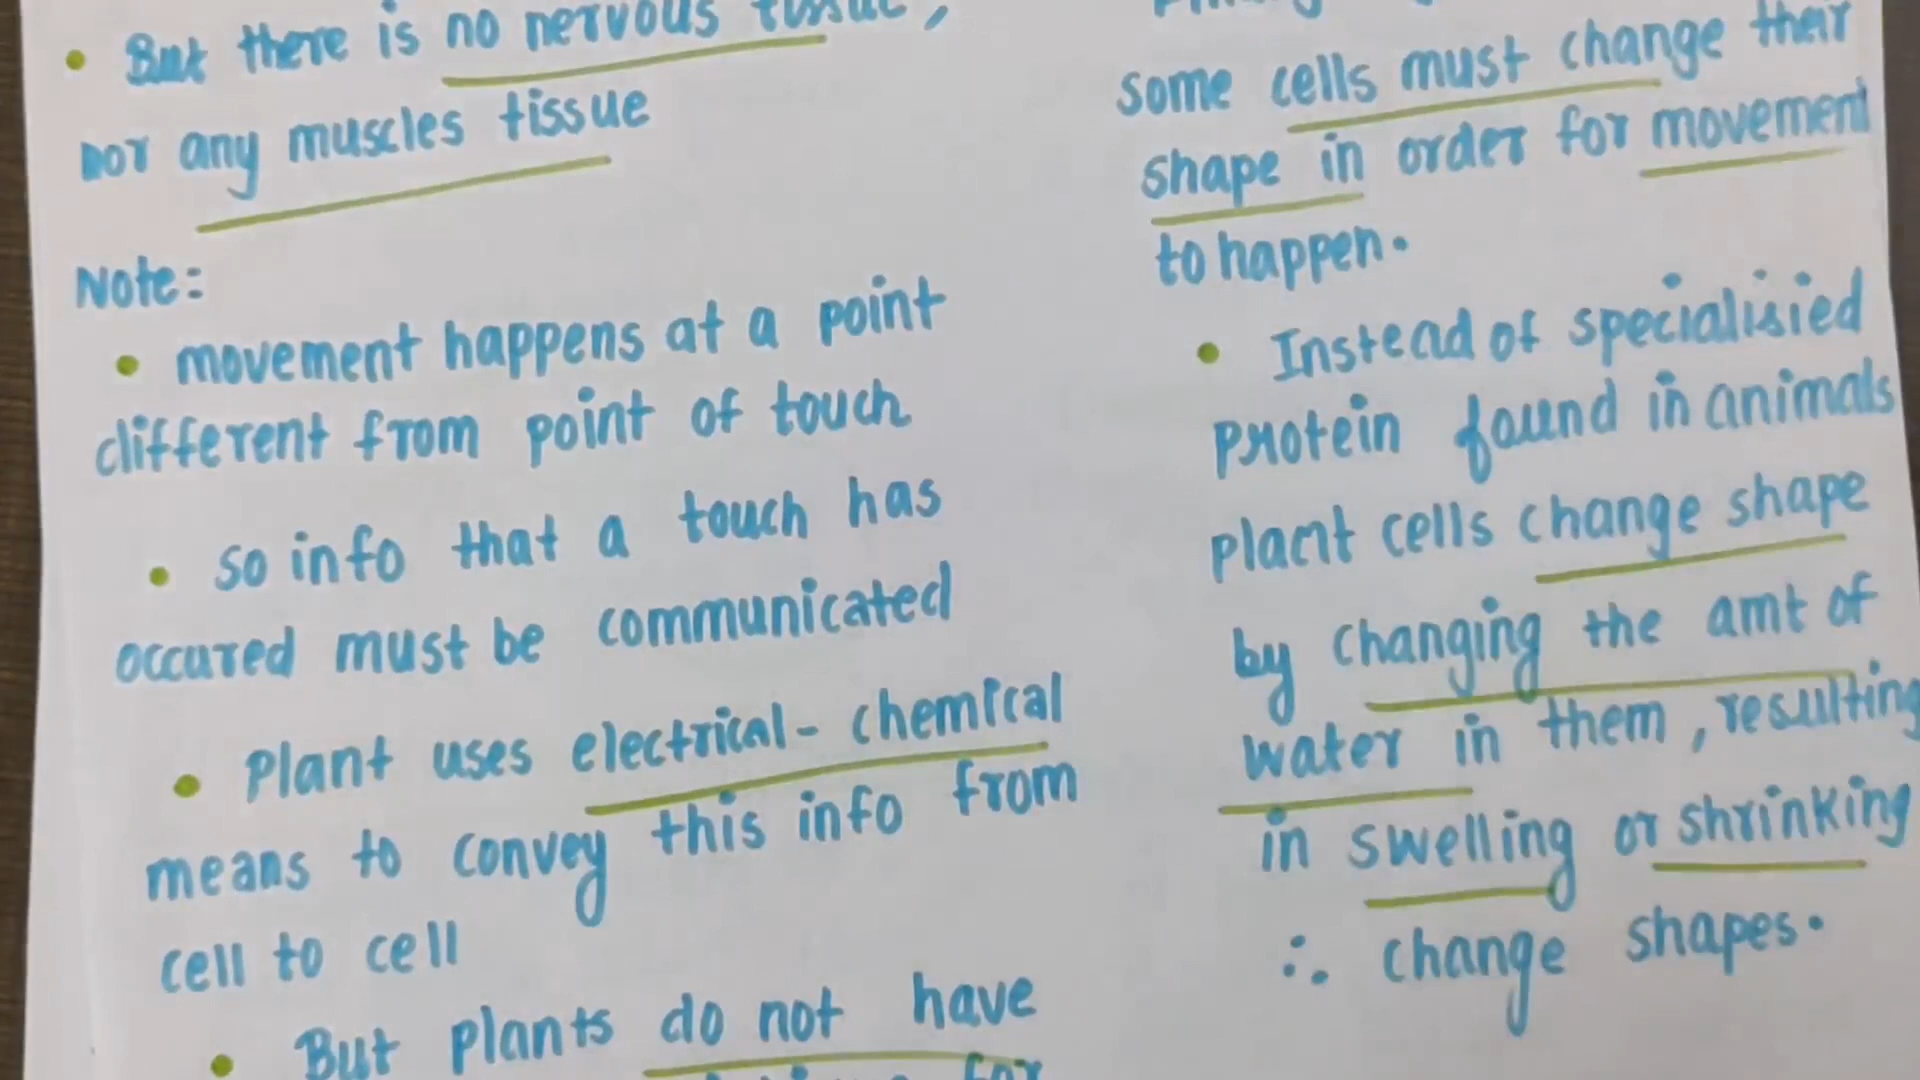 But there is no nervous tissue,
nor any muscles tissue
Note:
movement happens at a point
different from point of touch
so info that a touch has
occured must be communicated
Plant uses electrical - chemical
means to convey this info from
cell to cell
But plants do not have
for
some cells must change their
shape in order for movement
to happen.
Instead of specialisied
protein found in animals
plant cells change shape
by changing the amt of
water in them, resulting
in swelling or shrinking
∴ change shapes.